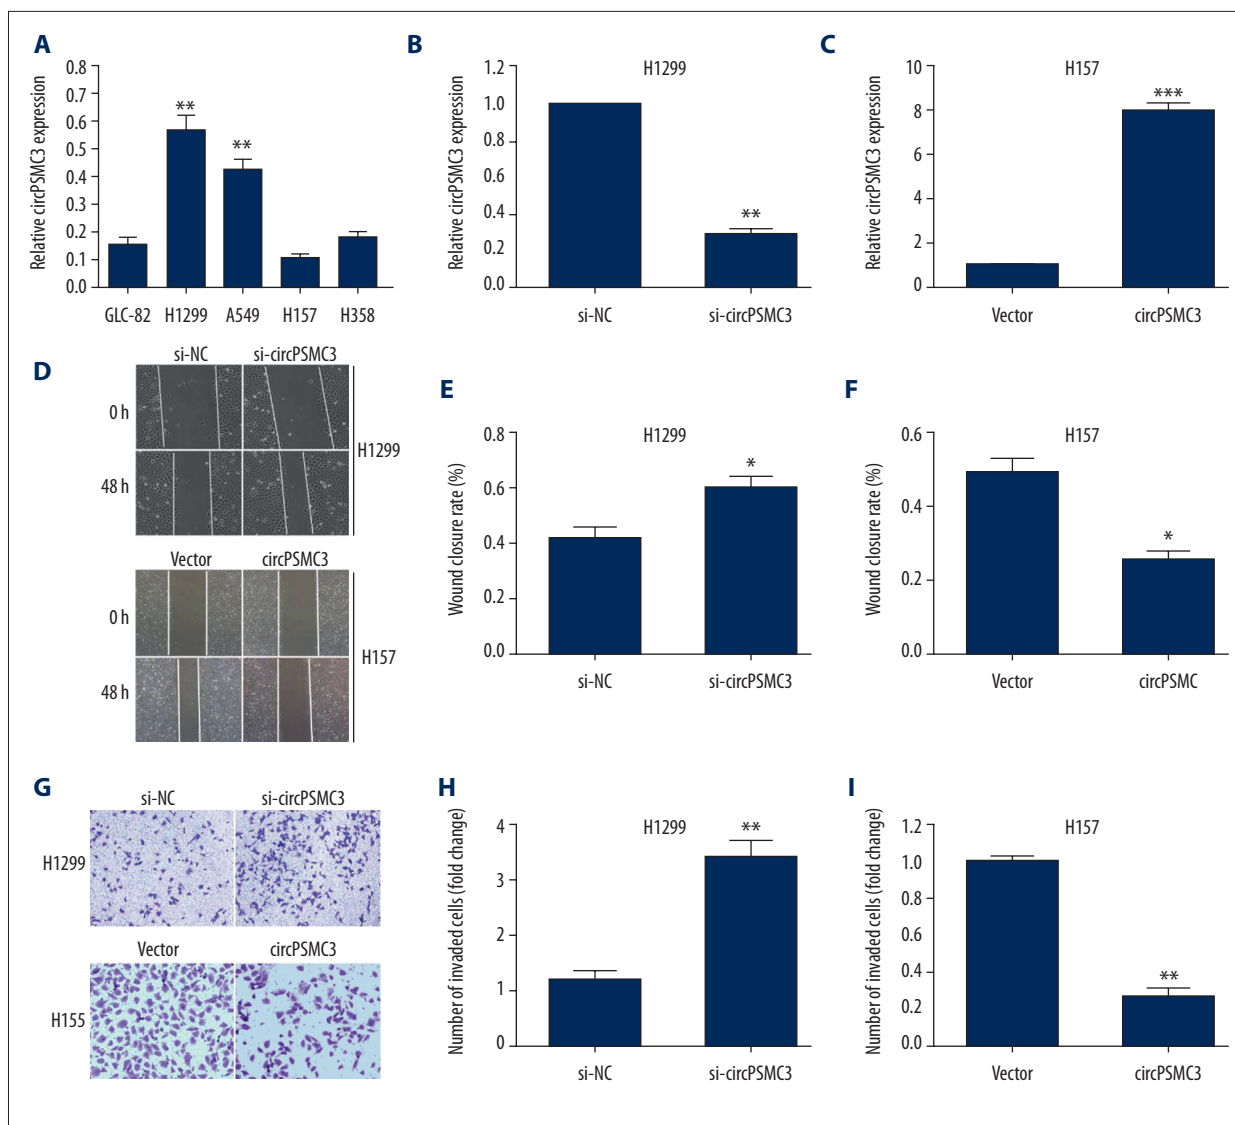 A
Relative circPSMC3 expression
0.8
0.7
0.6
0.5
0.4
0.3
0.2
0.1
0.0
**
**
GLC-82 H1299 A549 H157 H358
B
H1299
Relative circPSMC3 expression
1.2
1.0
0.8
0.6
0.4
0.2
0.0
**
si-NC si-circPSMC3
C
H157
Relative circPSMC3 expression
10
8
6
4
2
0
***
Vector circPSMC3
D
si-NC si-circPSMC3
0 h
48 h
H1299
Vector circPSMC3
0 h
48 h
H157
E
H1299
Wound closure rate (%)
0.8
0.6
0.4
0.2
0.0
*
si-NC si-circPSMC3
F
H157
Wound closure rate (%)
0.6
0.4
0.2
0.0
*
Vector circPSMC
G
si-NC si-circPSMC3
H1299
Vector circPSMC3
H155
H
H1299
Number of invaded cells (fold change)
4
3
2
1
0
**
si-NC si-circPSMC3
I
H157
Number of invaded cells (fold change)
1.2
1.0
0.8
0.6
0.4
0.2
0.0
**
Vector circPSMC3